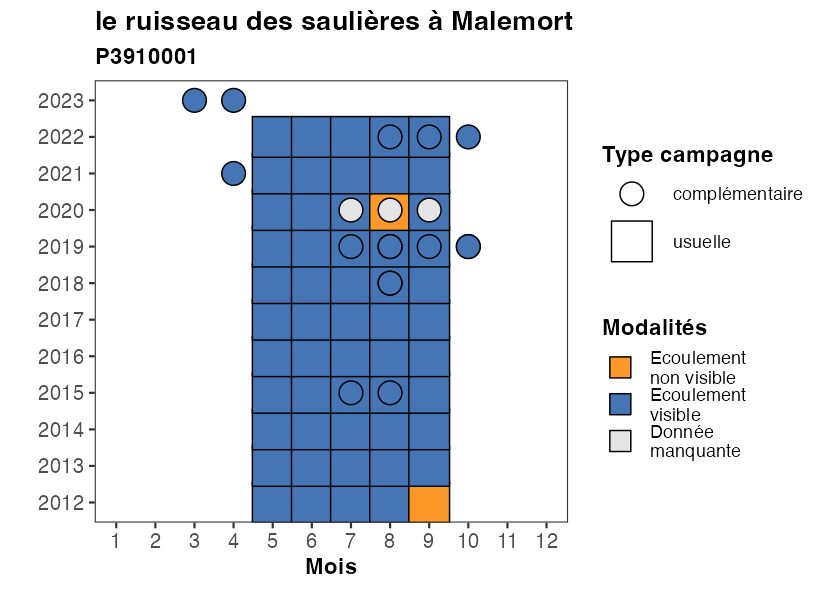 le ruisseau des saulières à Malemort
P3910001
2023
2022
2021
2020
2019
2018
2017
2016
2015
2014
2013
2012
1 2 3 4 5 6 7 8 9 10 11 12
Mois
Type campagne
complémentaire
usuelle
Modalités
Ecoulement
non visible
Ecoulement
visible
Donnée
manquante